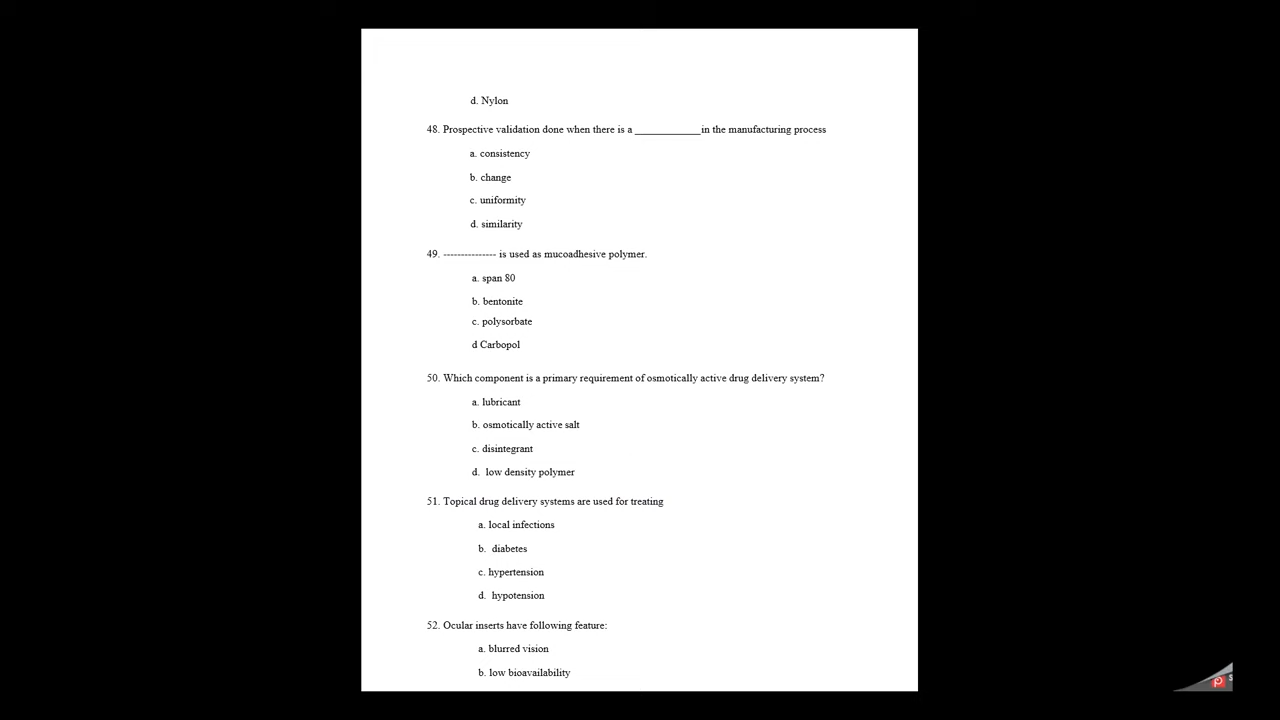 d. Nylon
48. Prospective validation done when there is a ____________in the manufacturing process
a. consistency
b. change
c. uniformity
d. similarity
49. --------------- is used as mucoadhesive polymer.
a. span 80
b. bentonite
c. polysorbate
d Carbopol
50. Which component is a primary requirement of osmotically active drug delivery system?
a. lubricant
b. osmotically active salt
c. disintegrant
d. low density polymer
51. Topical drug delivery systems are used for treating
a. local infections
b. diabetes
c. hypertension
d. hypotension
52. Ocular inserts have following feature:
a. blurred vision
b. low bioavailability